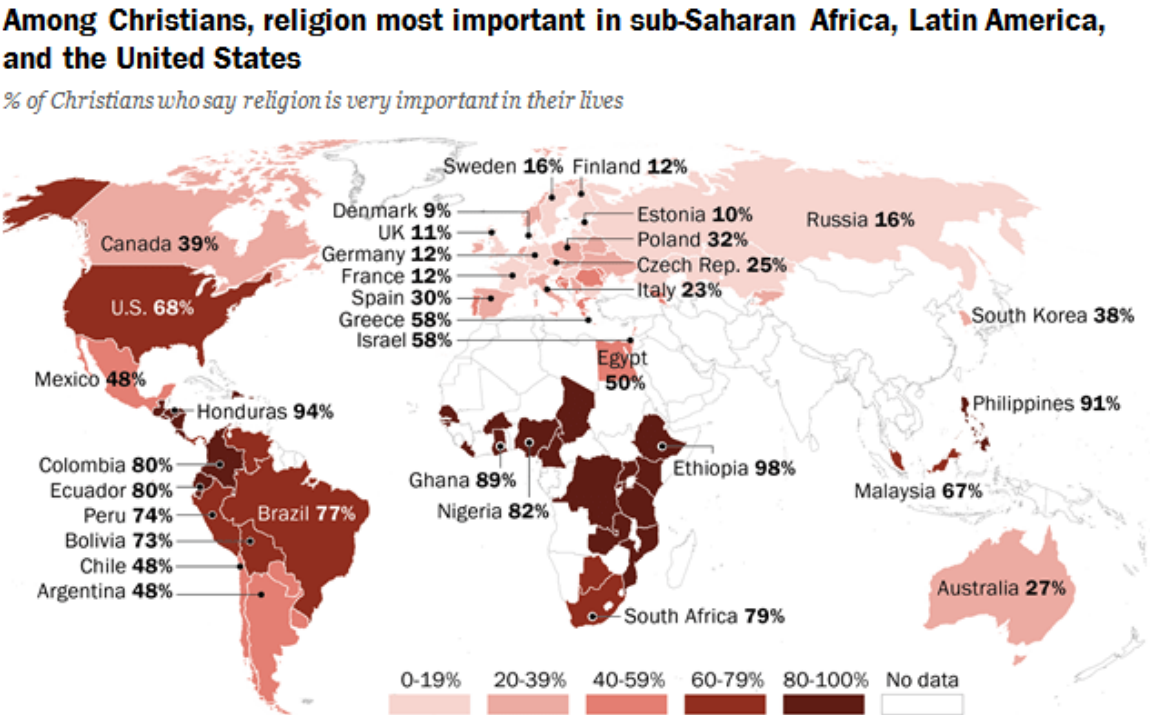 Among Christians, religion most important in sub-Saharan Africa, Latin America,
and the United States
% of Christians who say religion is very important in their lives
Sweden 16% Finland 12%
Denmark 9%
Estonia 10%
Russia 16%
UK 11%
Poland 32%
Canada 39%
Germany 12%
Czech Rep. 25%
France 12%
Italy 23%
Spain 30%
U.S. 68%
South Korea 38%
Greece 58%
Israel 58%
Egypt
50%
Mexico 48%
Honduras 94%
Philippines 91%
Colombia 80%
Ethiopia 98%
Ghana 89%
Ecuador 80%
Malaysia 67%
Nigeria 82%
Peru 74%
Brazil 77%
Bolivia 73%
Chile 48%
Argentina 48%
Australia 27%
South Africa 79%
0-19% 20-39% 40-59% 60-79% 80-100% No data